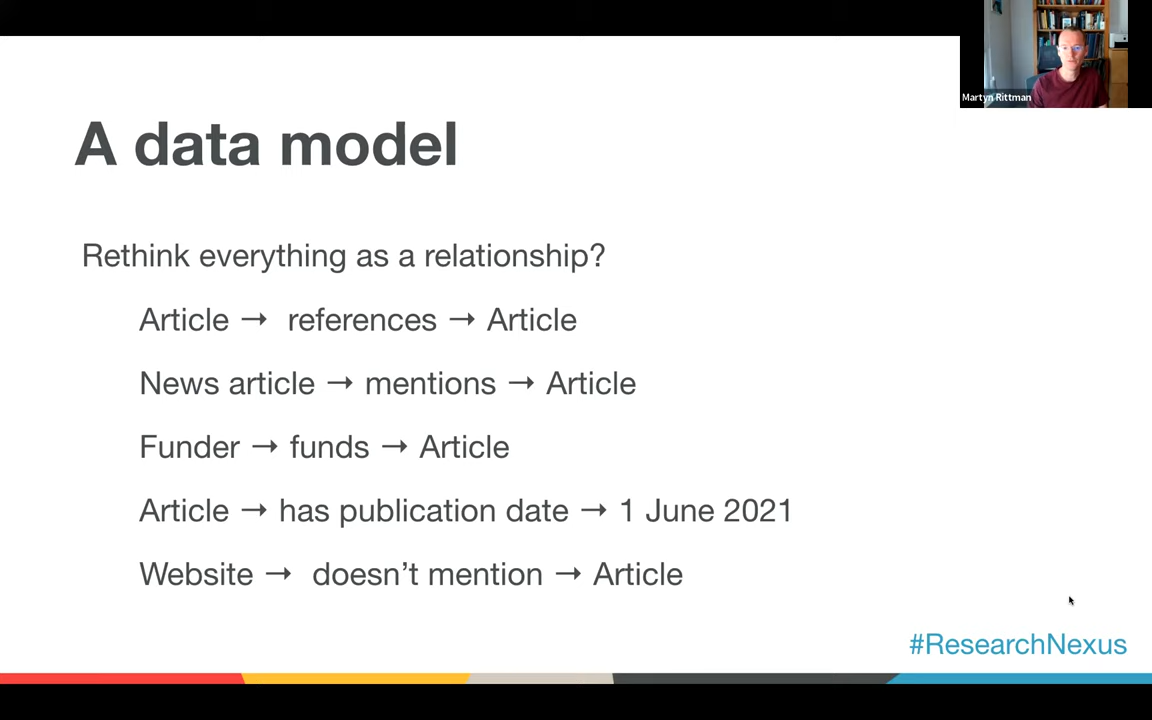 Martyn Rittman
A data model
Rethink everything as a relationship?
Article → references → Article
News article → mentions → Article
Funder → funds → Article
Article → has publication date → 1 June 2021
Website → doesn’t mention → Article
#ResearchNexus